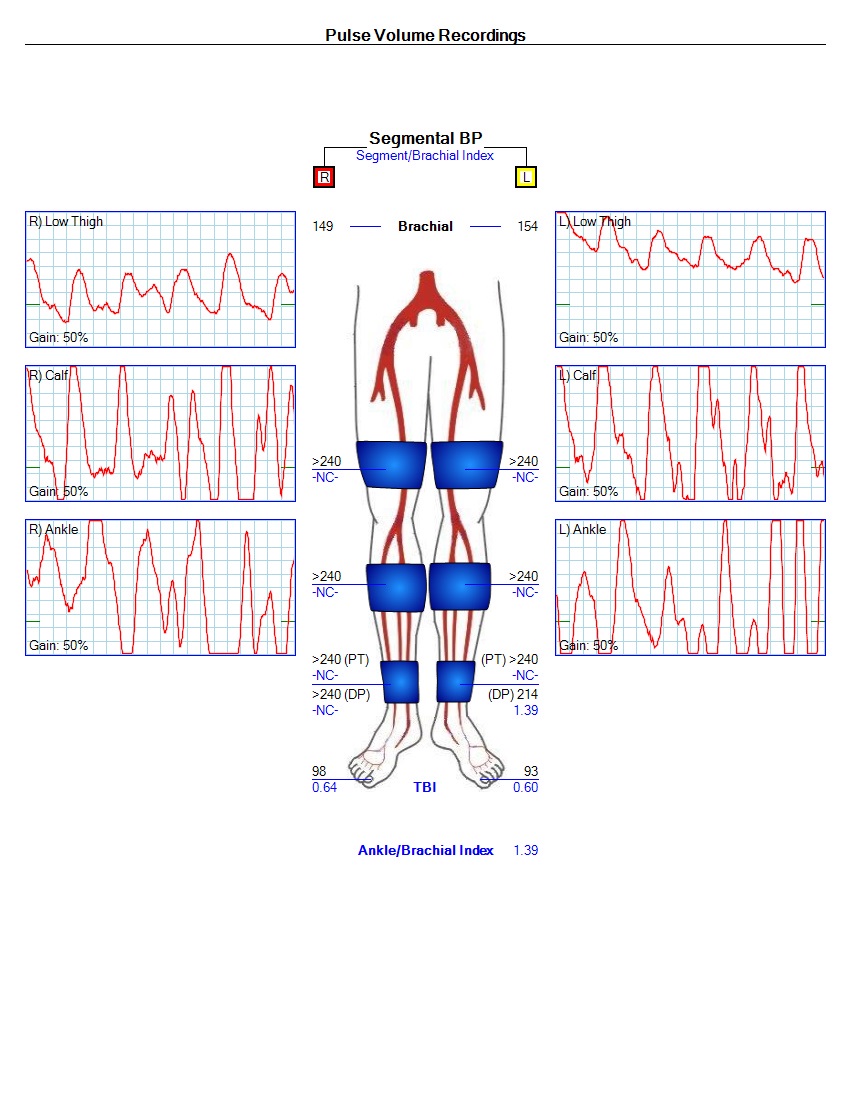 Pulse Volume Recordings
Segmental BP
Segment/Brachial Index
R
L
149
Brachial
154
R) Low Thigh
Gain: 50%
L) Low Thigh
Gain: 50%
R) Calf
Gain: 50%
L) Calf
Gain: 50%
>240
-NC-
>240
-NC-
R) Ankle
Gain: 50%
L) Ankle
Gain: 50%
>240
-NC-
>240
-NC-
>240 (PT)
-NC-
>240 (DP)
-NC-
(PT) >240
-NC-
(DP) 214
1.39
98
0.64
TBI
93
0.60
Ankle/Brachial Index 1.39